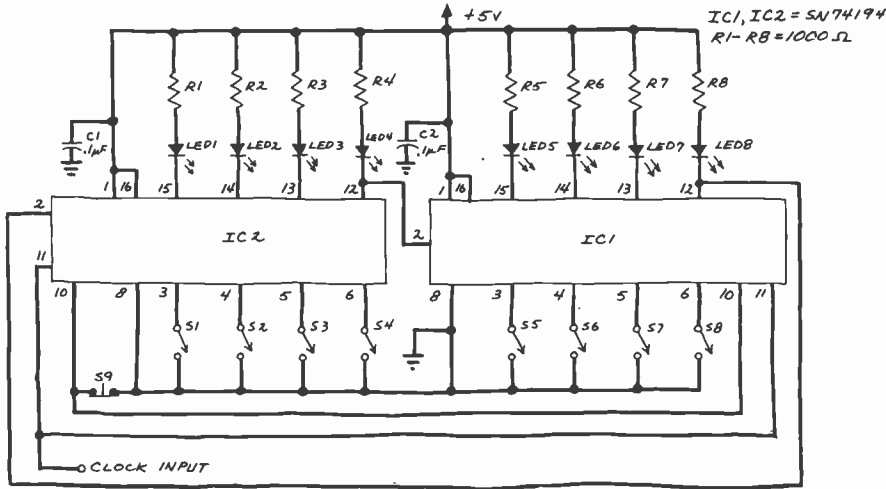 +5V
IC1, IC2 = SN74194
R1-R8 = 1000 Ω
R1 R2 R3 R4 R5 R6 R7 R8
C1 .1µF
LED1 LED2 LED3 LED4
C2 .1µF
LED5 LED6 LED7 LED8
1 16 15 14 13 12 1 16 15 14 13 12
2
IC2
2
IC1
11
10 8 3 4 5 6 8 3 4 5 6 10 11
S1 S2 S3 S4 S5 S6 S7 S8
S9
CLOCK INPUT